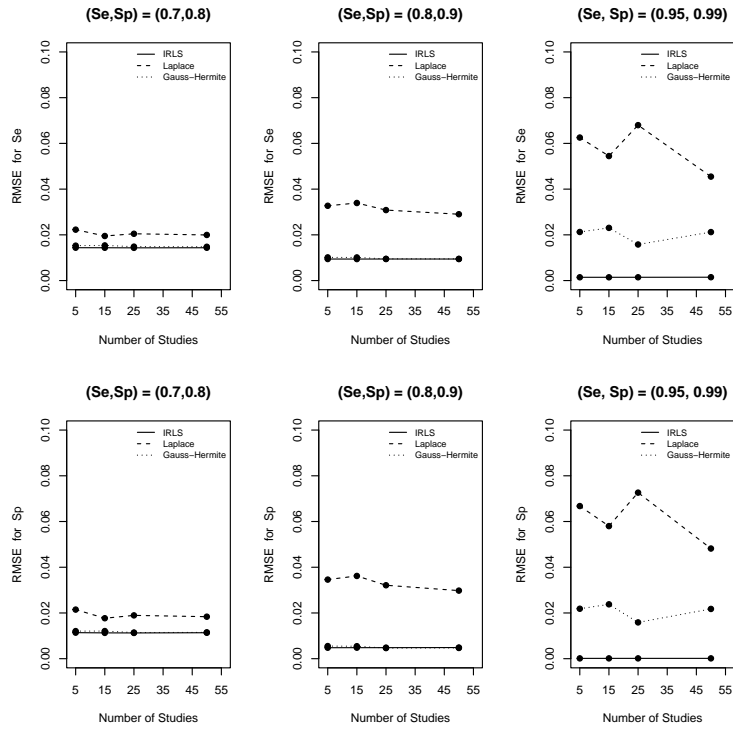 (Se,Sp) = (0.7,0.8)
RMSE for Se
0.10
0.08
0.06
0.04
0.02
0.00
IRLS
Laplace
Gauss−Hermite
5 15 25 35 45 55
Number of Studies
(Se,Sp) = (0.8,0.9)
RMSE for Se
0.10
0.08
0.06
0.04
0.02
0.00
IRLS
Laplace
Gauss−Hermite
5 15 25 35 45 55
Number of Studies
(Se, Sp) = (0.95, 0.99)
RMSE for Se
0.10
0.08
0.06
0.04
0.02
0.00
IRLS
Laplace
Gauss−Hermite
5 15 25 35 45 55
Number of Studies
(Se,Sp) = (0.7,0.8)
RMSE for Sp
0.10
0.08
0.06
0.04
0.02
0.00
IRLS
Laplace
Gauss−Hermite
5 15 25 35 45 55
Number of Studies
(Se,Sp) = (0.8,0.9)
RMSE for Sp
0.10
0.08
0.06
0.04
0.02
0.00
IRLS
Laplace
Gauss−Hermite
5 15 25 35 45 55
Number of Studies
(Se, Sp) = (0.95, 0.99)
RMSE for Sp
0.10
0.08
0.06
0.04
0.02
0.00
IRLS
Laplace
Gauss−Hermite
5 15 25 35 45 55
Number of Studies